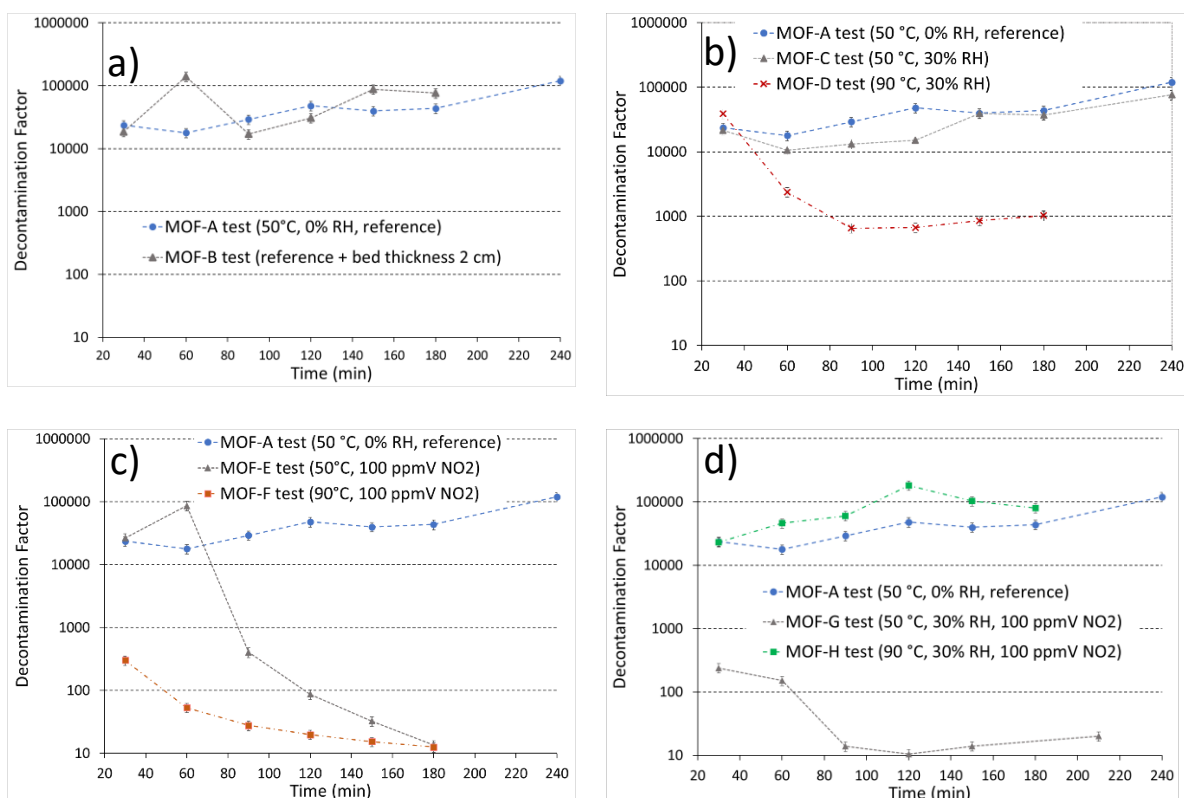 a)
1000000
100000
10000
1000
100
10
Decontamination Factor
MOF-A test (50°C, 0% RH, reference)
MOF-B test (reference + bed thickness 2 cm)
20 40 60 80 100 120 140 160 180 200 220 240
Time (min)
b)
1000000
100000
10000
1000
100
10
Decontamination Factor
MOF-A test (50 °C, 0% RH, reference)
MOF-C test (50 °C, 30% RH)
MOF-D test (90 °C, 30% RH)
20 40 60 80 100 120 140 160 180 200 220 240
Time (min)
c)
1000000
100000
10000
1000
100
10
Decontamination Factor
MOF-A test (50 °C, 0% RH, reference)
MOF-E test (50°C, 100 ppmV NO2)
MOF-F test (90°C, 100 ppmV NO2)
20 40 60 80 100 120 140 160 180 200 220 240
Time (min)
d)
1000000
100000
10000
1000
100
10
Decontamination Factor
MOF-A test (50 °C, 0% RH, reference)
MOF-G test (50 °C, 30% RH, 100 ppmV NO2)
MOF-H test (90 °C, 30% RH, 100 ppmV NO2)
20 40 60 80 100 120 140 160 180 200 220 240
Time (min)